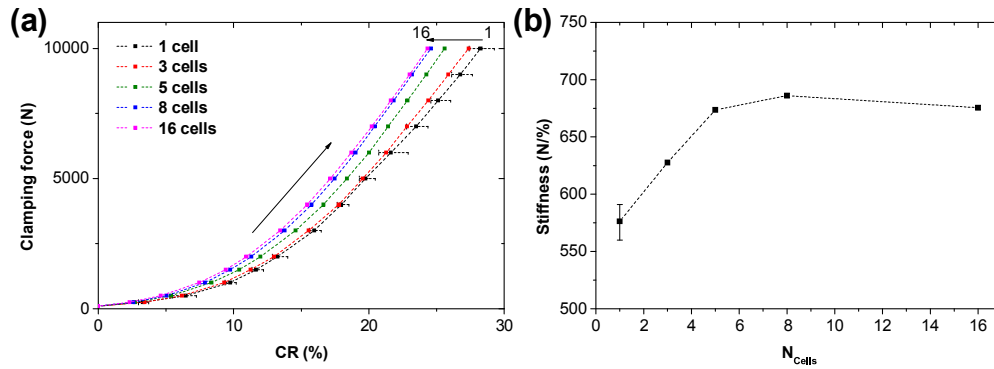 (a)
16
1
1 cell
3 cells
5 cells
8 cells
16 cells
Clamping force (N)
10000
5000
0
0
10
20
30
CR (%)
(b)
Stiffness (N/%)
750
700
650
600
550
500
0
2
4
6
8
10
12
14
16
N_Cells